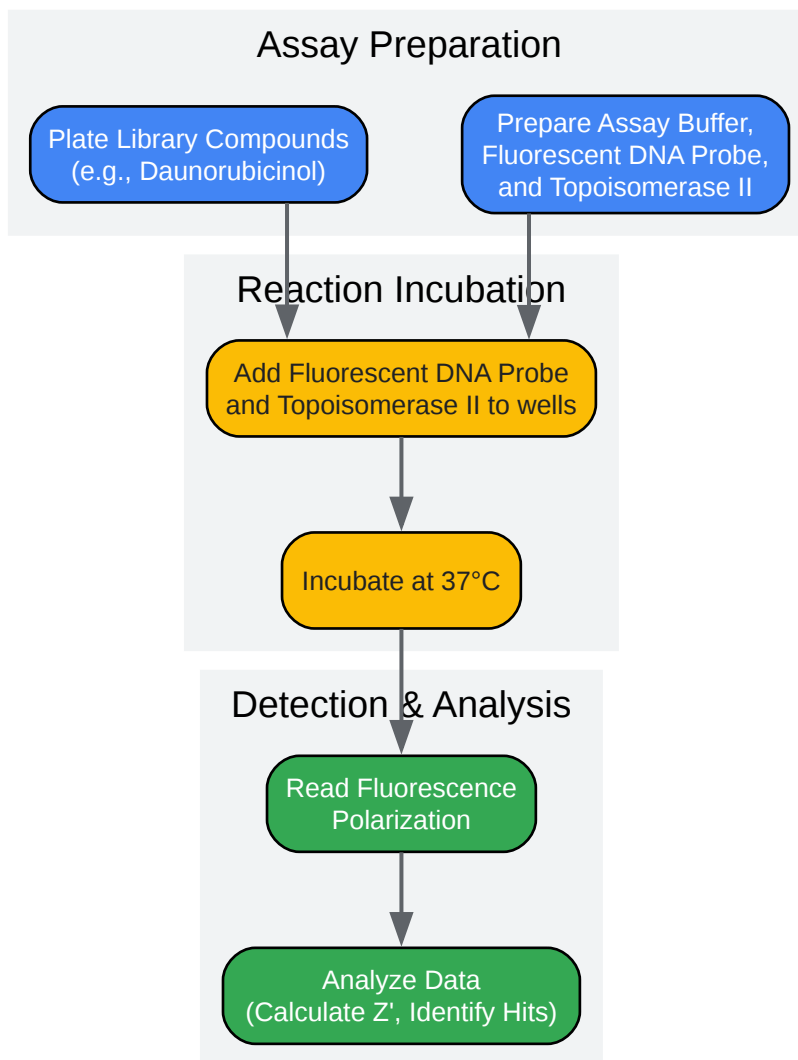 Assay Preparation
Plate Library Compounds
(e.g., Daunorubicinol)
Prepare Assay Buffer,
Fluorescent DNA Probe,
and Topoisomerase II
Reaction Incubation
Add Fluorescent DNA Probe
and Topoisomerase II to wells
Incubate at 37°C
Detection & Analysis
Read Fluorescence
Polarization
Analyze Data
(Calculate Z', Identify Hits)